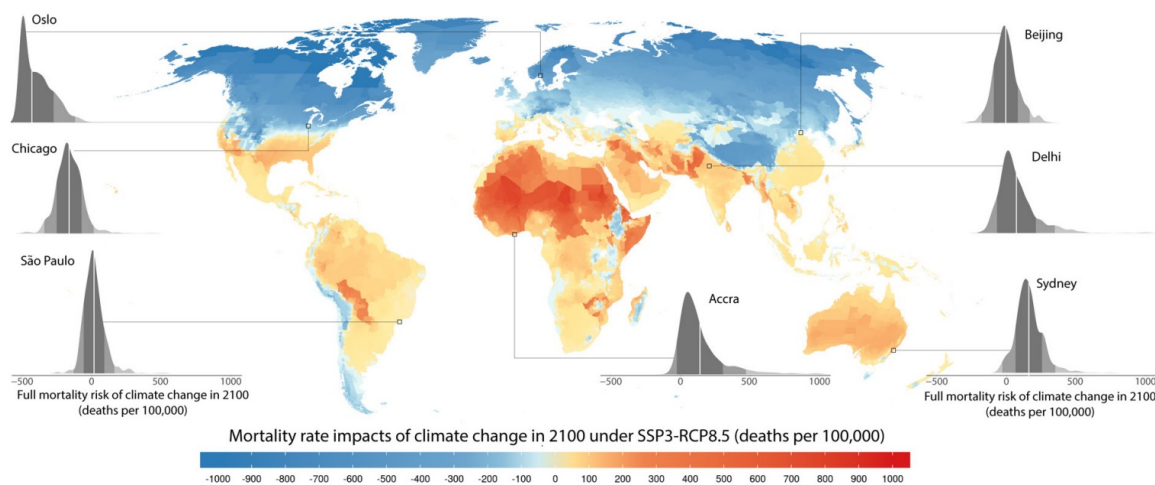 Oslo
Beijing
Chicago
Delhi
São Paulo
Accra
Sydney
−500 0 500 1000
Full mortality risk of climate change in 2100
(deaths per 100,000)
−500 0 500 1000
−500 0 500 1000
Full mortality risk of climate change in 2100
(deaths per 100,000)
Mortality rate impacts of climate change in 2100 under SSP3-RCP8.5 (deaths per 100,000)
-1000 -900 -800 -700 -600 -500 -400 -300 -200 -100 0 100 200 300 400 500 600 700 800 900 1000